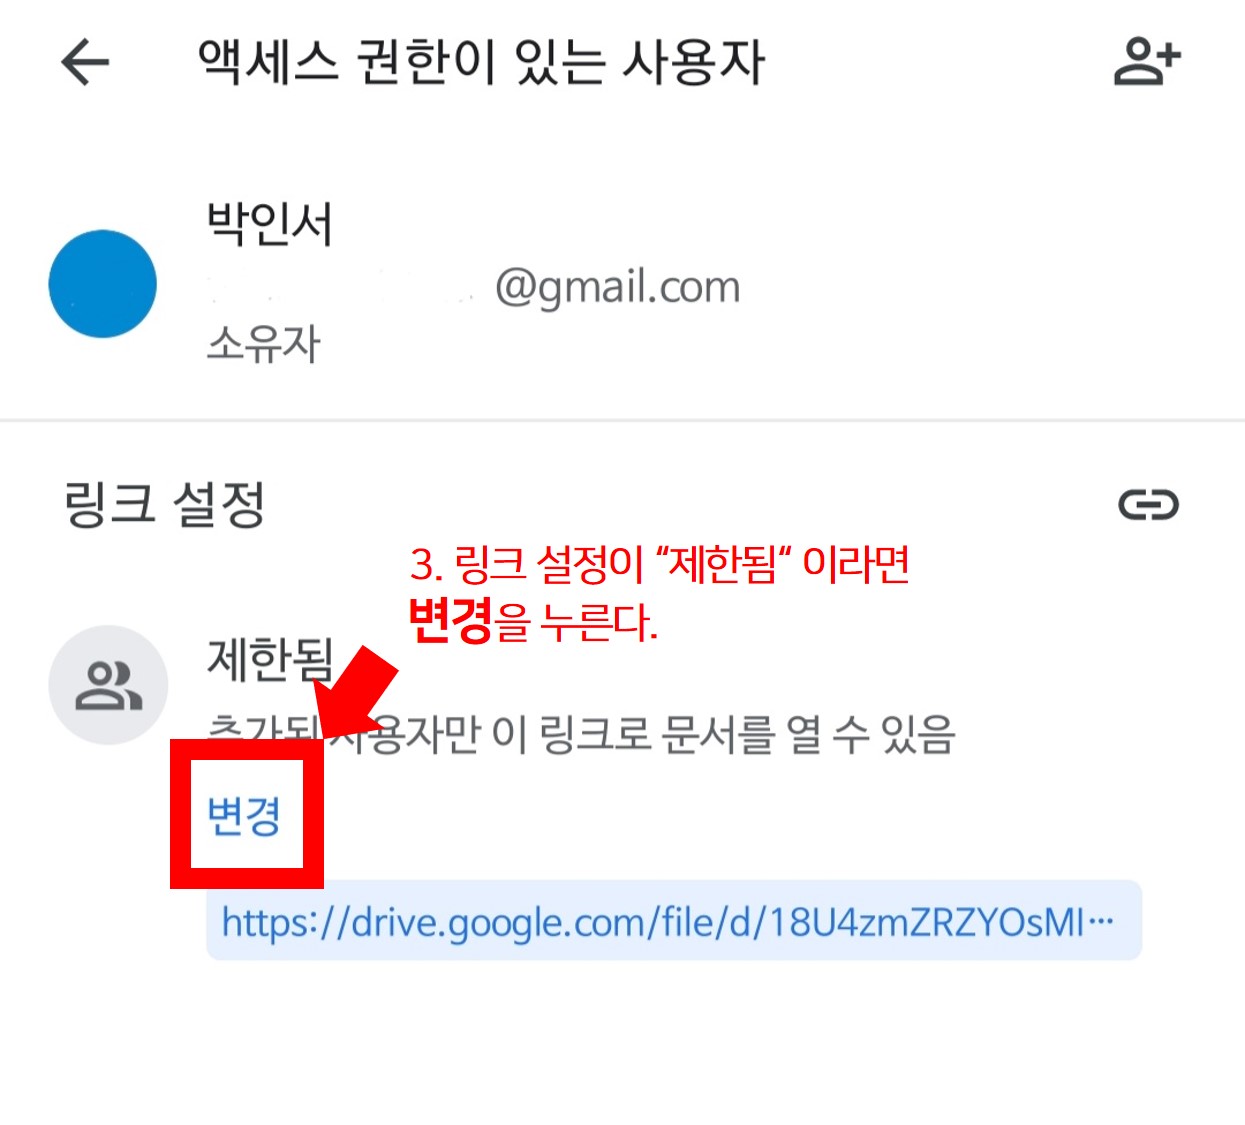 액세스 권한이 있는 사용자
박인서
@gmail.com
소유자
링크 설정
3. 링크 설정이 “제한됨“ 이라면
변경을 누른다.
제한됨
추가된 사용자만 이 링크로 문서를 열 수 있음
변경
https://drive.google.com/file/d/18U4zmZRZYOsMI⋯